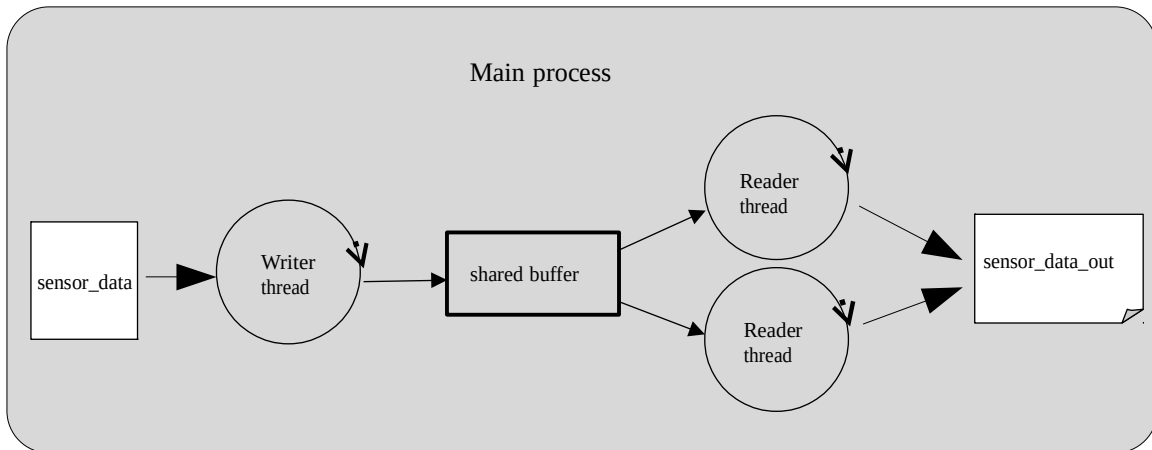 Main process
sensor_data
Writer
thread
shared buffer
Reader
thread
Reader
thread
sensor_data_out